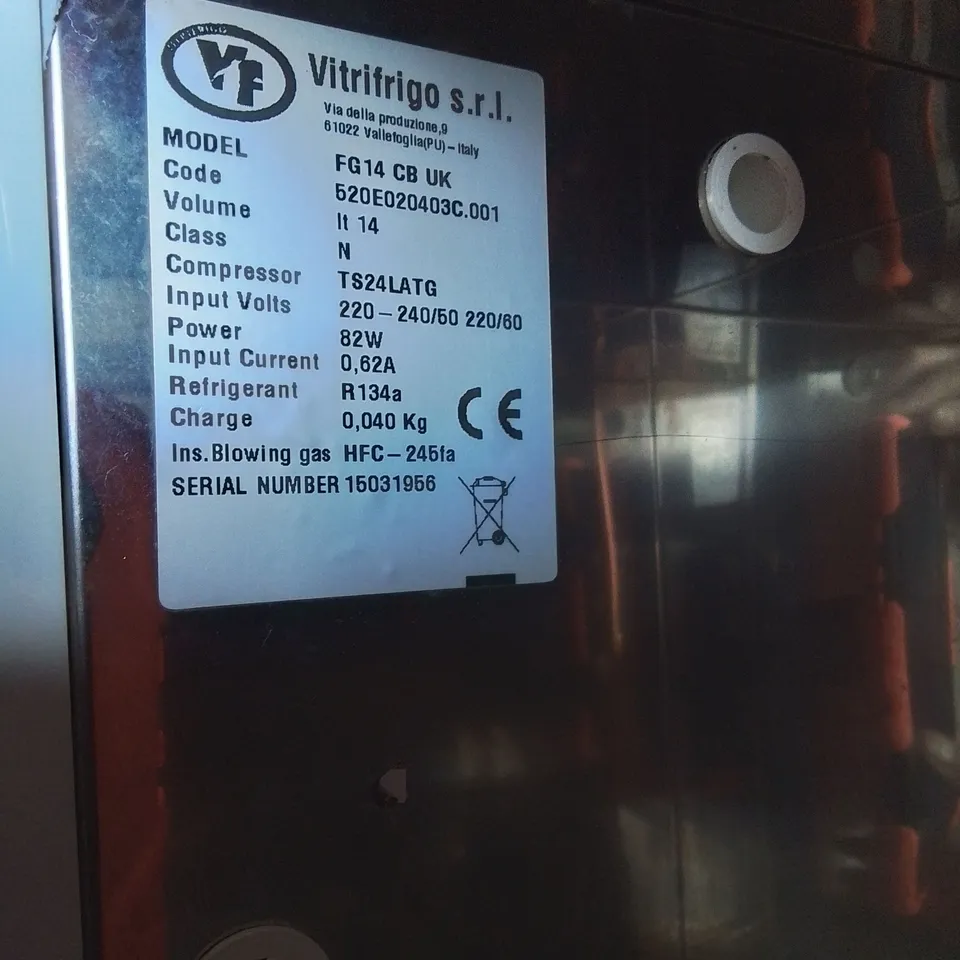 VF
Vitrifrigo s.r.l.
Via della produzione,9
61022 Vallefoglia(PU) – Italy
MODEL FG14 CB UK
Code 520E020403C.001
Volume lt 14
Class N
Compressor TS24LATG
Input Volts 220 – 240/50 220/60
Power 82W
Input Current 0,62A
Refrigerant R134a
Charge 0,040 Kg
CE
Ins.Blowing gas HFC – 245fa
SERIAL NUMBER 15031956